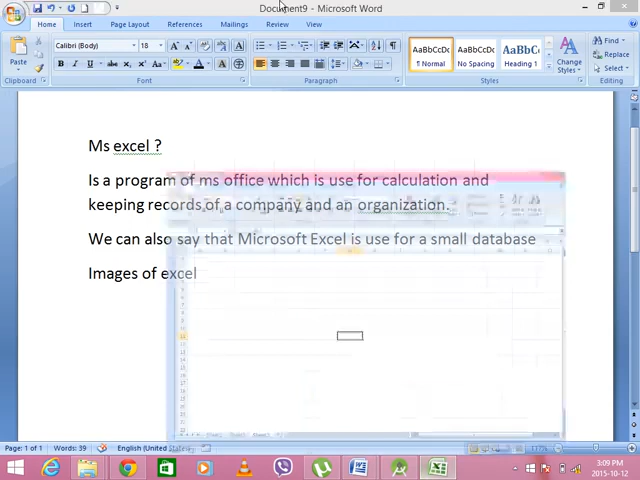 Document9 - Microsoft Word
Home Insert Page Layout References Mailings Review View
Calibri (Body) 18
Paste
AaBbCcDc AaBbCcDc AaBbCc
¶ Normal No Spacing Heading 1
Change Styles
Find
Replace
Select
Clipboard Font Paragraph Styles Editing
Ms excel ?
Is a program of ms office which is use for calculation and
keeping records of a company and an organization.
We can also say that Microsoft Excel is use for a small database
Images of excel
Page: 1 of 1 Words: 39 English (United States) 117%
3:09 PM
2015-10-12